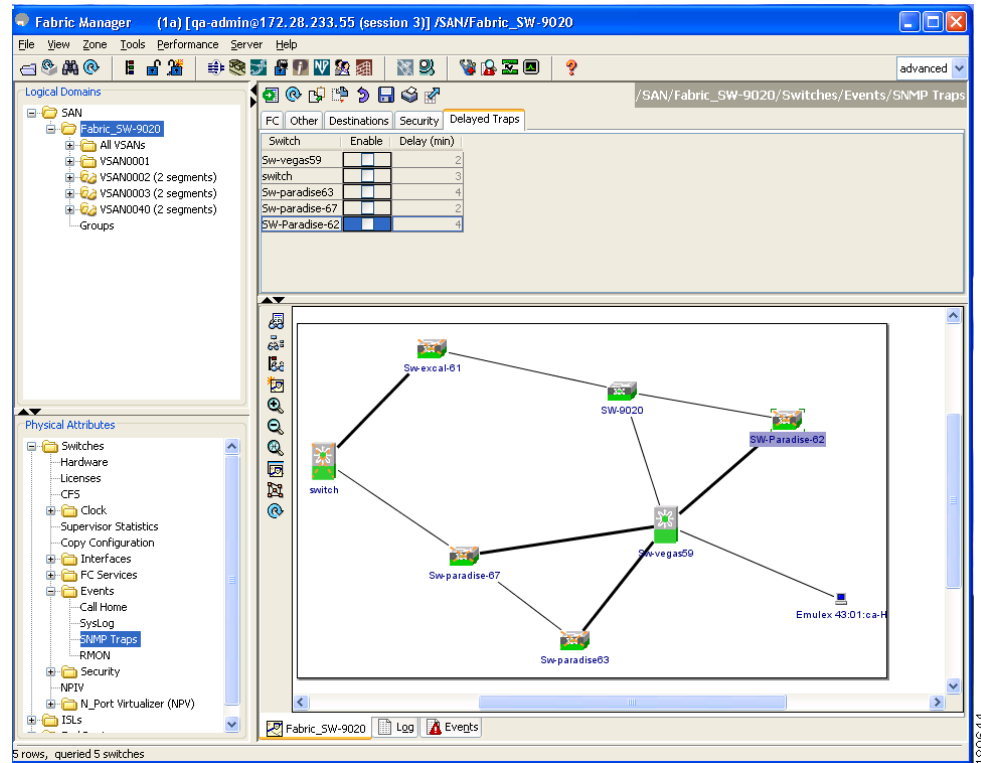 Fabric Manager (1a) [qa-admin@172.28.233.55 (session 3)] /SAN/Fabric_SW-9020
File View Zone Tools Performance Server Help
advanced
Logical Domains
SAN
Fabric_SW-9020
All VSANs
VSAN0001
VSAN0002 (2 segments)
VSAN0003 (2 segments)
VSAN0040 (2 segments)
Groups
/SAN/Fabric_SW-9020/Switches/Events/SNMP Traps
FC Other Destinations Security Delayed Traps
Switch Enable Delay (min)
Sw-vegas59 2
switch 3
Sw-paradise63 4
Sw-paradise-67 2
SW-Paradise-62 4
Physical Attributes
Switches
Hardware
Licenses
CFS
Clock
Supervisor Statistics
Copy Configuration
Interfaces
FC Services
Events
Call Home
SysLog
SNMP Traps
RMON
Security
NPIV
N_Port Virtualizer (NPV)
ISLs
Sw-excal-61
SW-9020
SW-Paradise-62
switch
Sw-vegas59
Sw-paradise-67
Emulex 43:01:ca-H
Sw-paradise63
Fabric_SW-9020 Log Events
5 rows, queried 5 switches